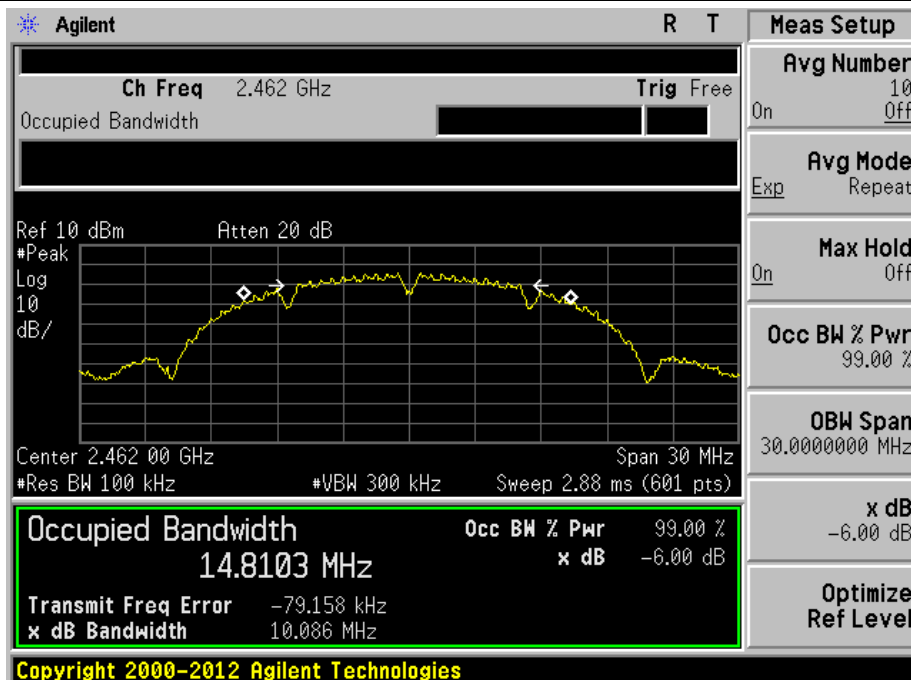 Agilent R T
Ch Freq 2.462 GHz Trig Free
Occupied Bandwidth
Ref 10 dBm Atten 20 dB
#Peak
Log
10
dB/
Center 2.462 00 GHz Span 30 MHz
#Res BW 100 kHz #VBW 300 kHz Sweep 2.88 ms (601 pts)
Occupied Bandwidth Occ BW % Pwr 99.00 %
14.8103 MHz x dB -6.00 dB
Transmit Freq Error -79.158 kHz
x dB Bandwidth 10.086 MHz
Copyright 2000-2012 Agilent Technologies
Meas Setup
Avg Number
10
On Off
Avg Mode
Exp Repeat
Max Hold
On Off
Occ BW % Pwr
99.00 %
OBW Span
30.0000000 MHz
x dB
-6.00 dB
Optimize
Ref Level